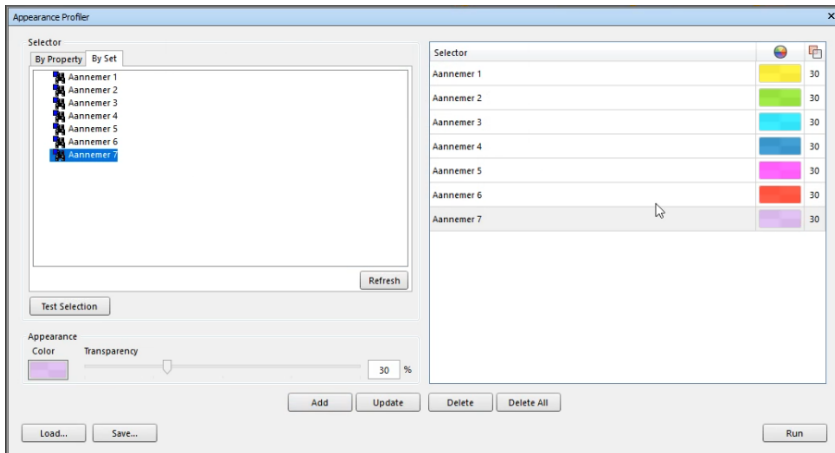 Appearance Profiler
Selector
By Property By Set
Aannemer 1
Aannemer 2
Aannemer 3
Aannemer 4
Aannemer 5
Aannemer 6
Aannemer 7
Refresh
Test Selection
Appearance
Color Transparency
30 %
Selector
Aannemer 1 30
Aannemer 2 30
Aannemer 3 30
Aannemer 4 30
Aannemer 5 30
Aannemer 6 30
Aannemer 7 30
Add Update Delete Delete All
Load... Save... Run